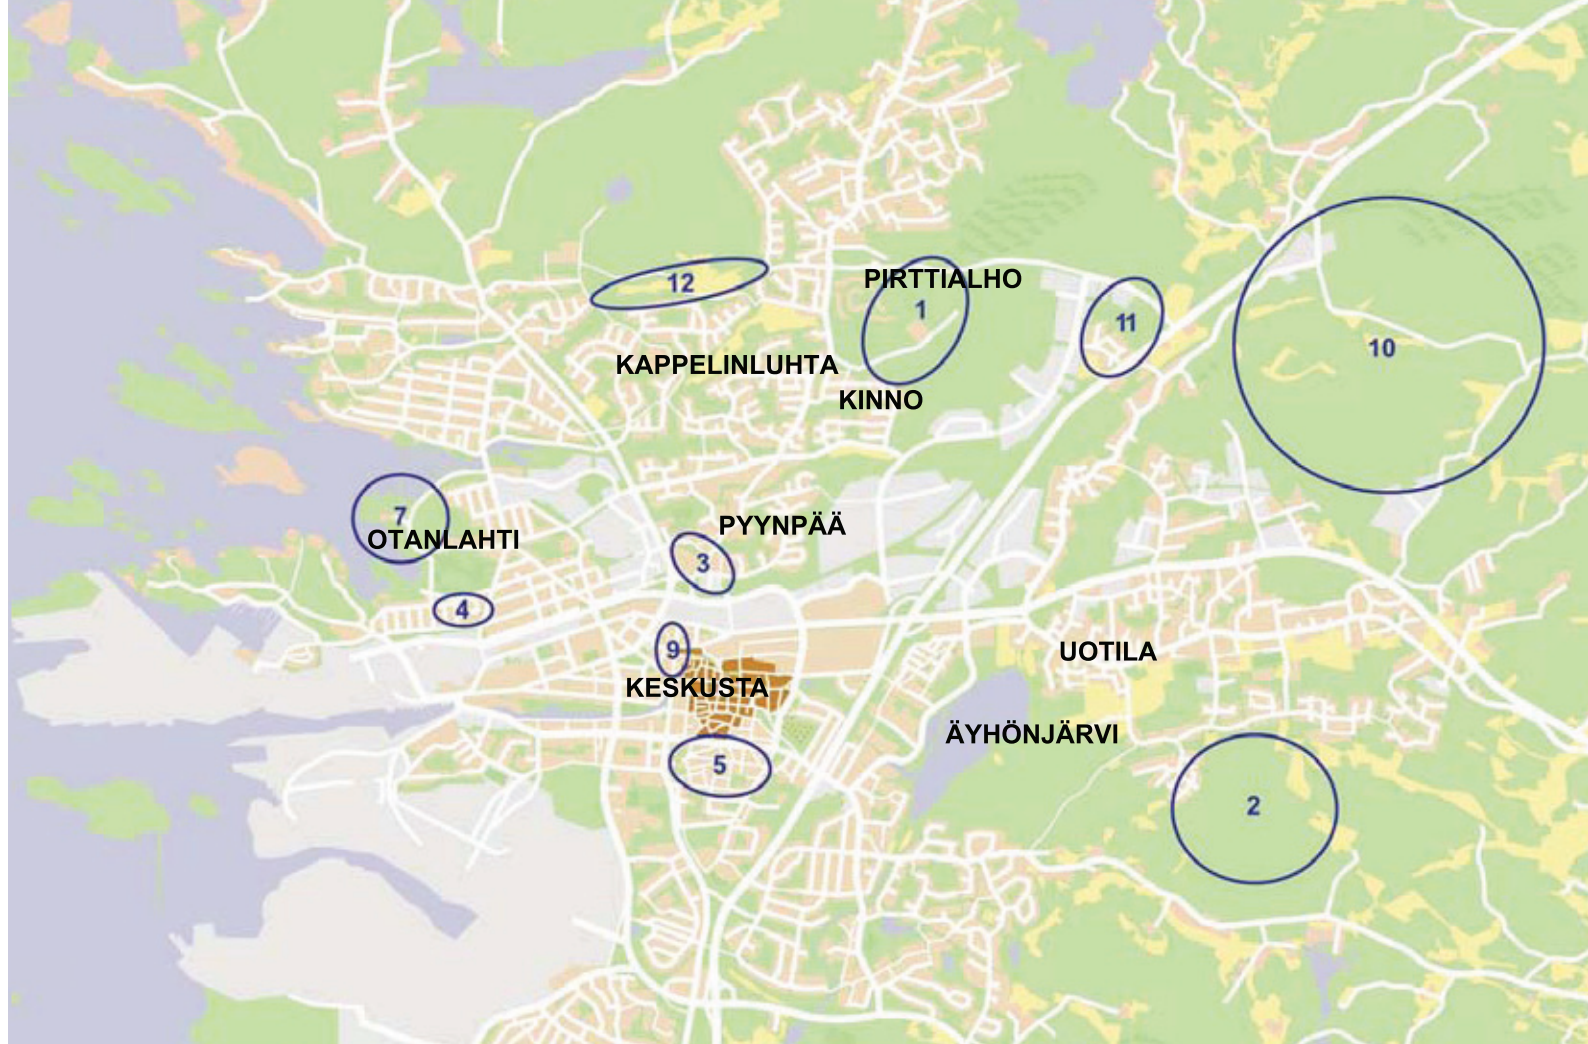 PIRTTIALHO
12
1
11
10
KAPPELINLUHTA
KINNO
7
PYYNPÄÄ
OTANLAHTI
3
4
9
UOTILA
KESKUSTA
ÄYHÖNJÄRVI
5
2